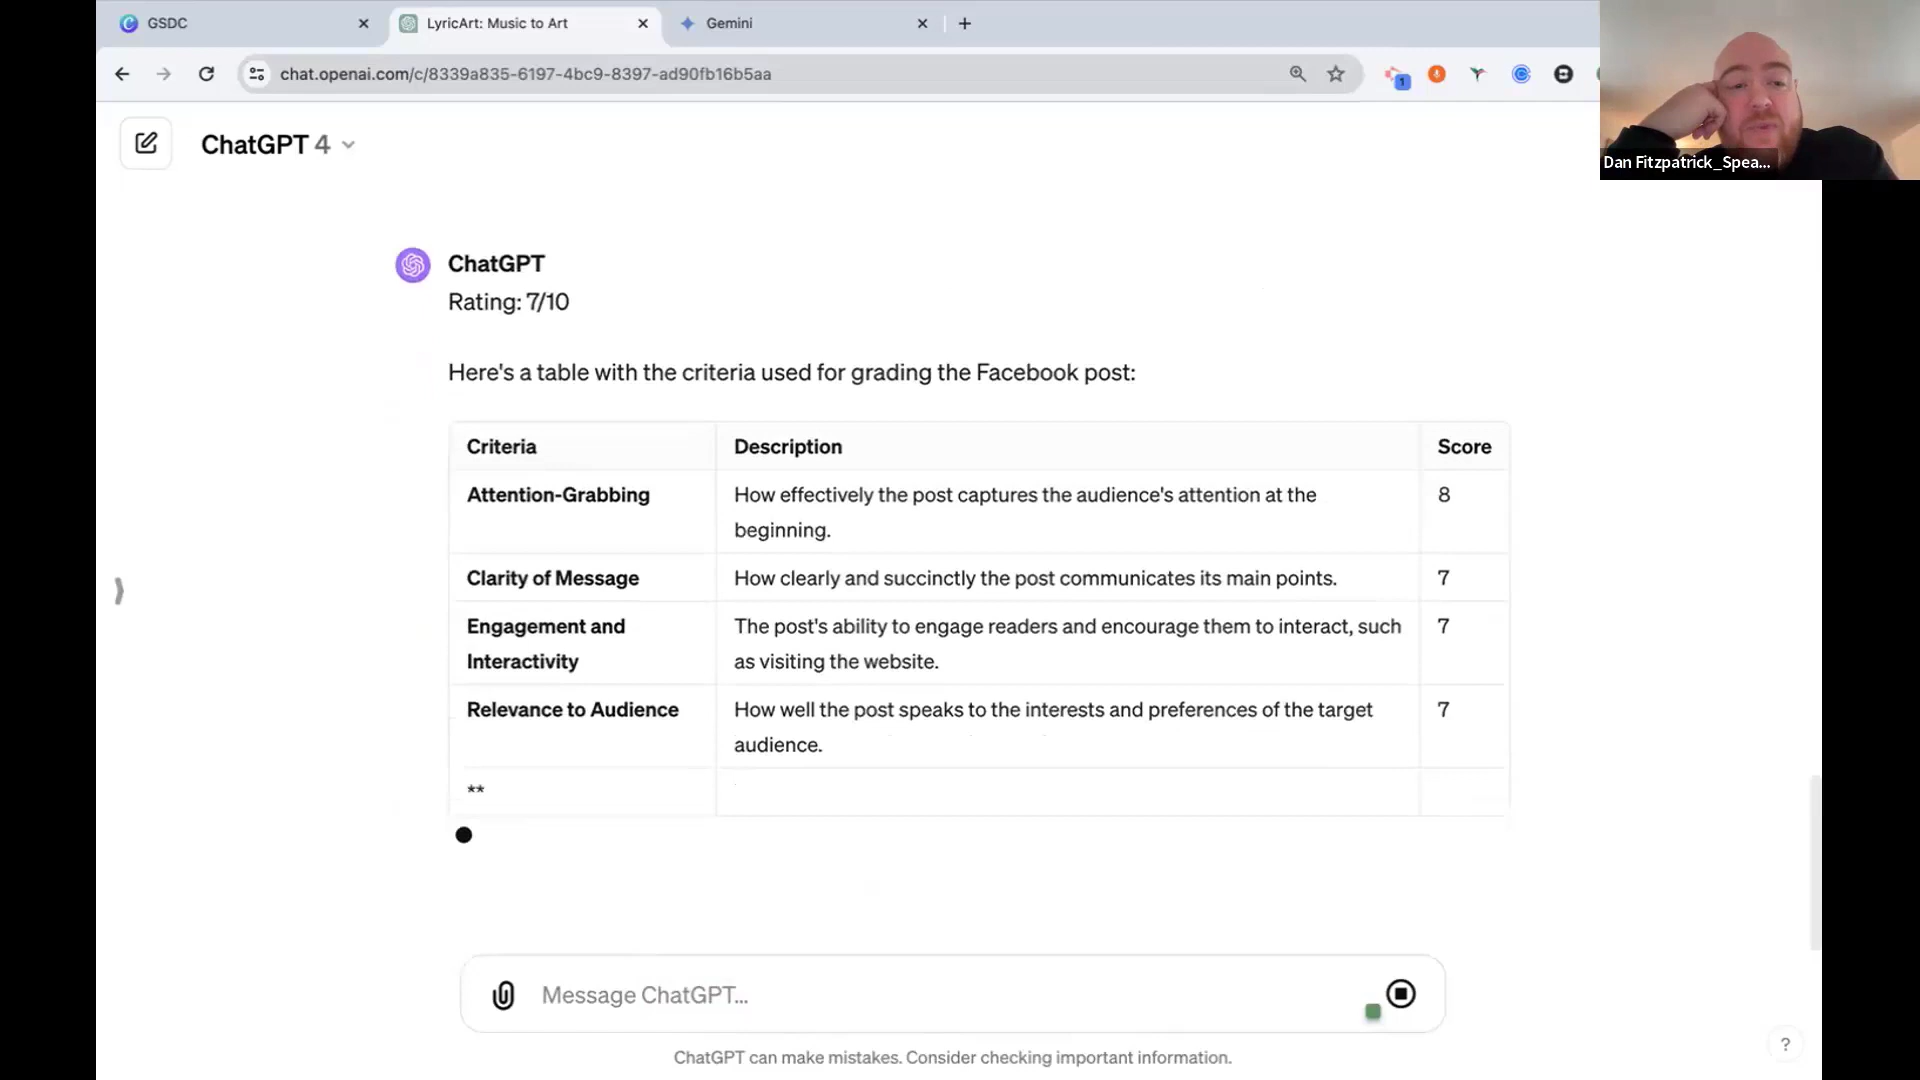 GSDC
LyricArt: Music to Art
Gemini
chat.openai.com/c/8339a835-6197-4bc9-8397-ad90fb16b5aa
1
Dan Fitzpatrick_Spea...
ChatGPT 4
ChatGPT
Rating: 7/10
Here's a table with the criteria used for grading the Facebook post:
Criteria Description Score
Attention-Grabbing How effectively the post captures the audience's attention at the 8
beginning.
Clarity of Message How clearly and succinctly the post communicates its main points. 7
Engagement and The post's ability to engage readers and encourage them to interact, such 7
Interactivity as visiting the website.
Relevance to Audience How well the post speaks to the interests and preferences of the target 7
audience.
**
Message ChatGPT...
ChatGPT can make mistakes. Consider checking important information.
?